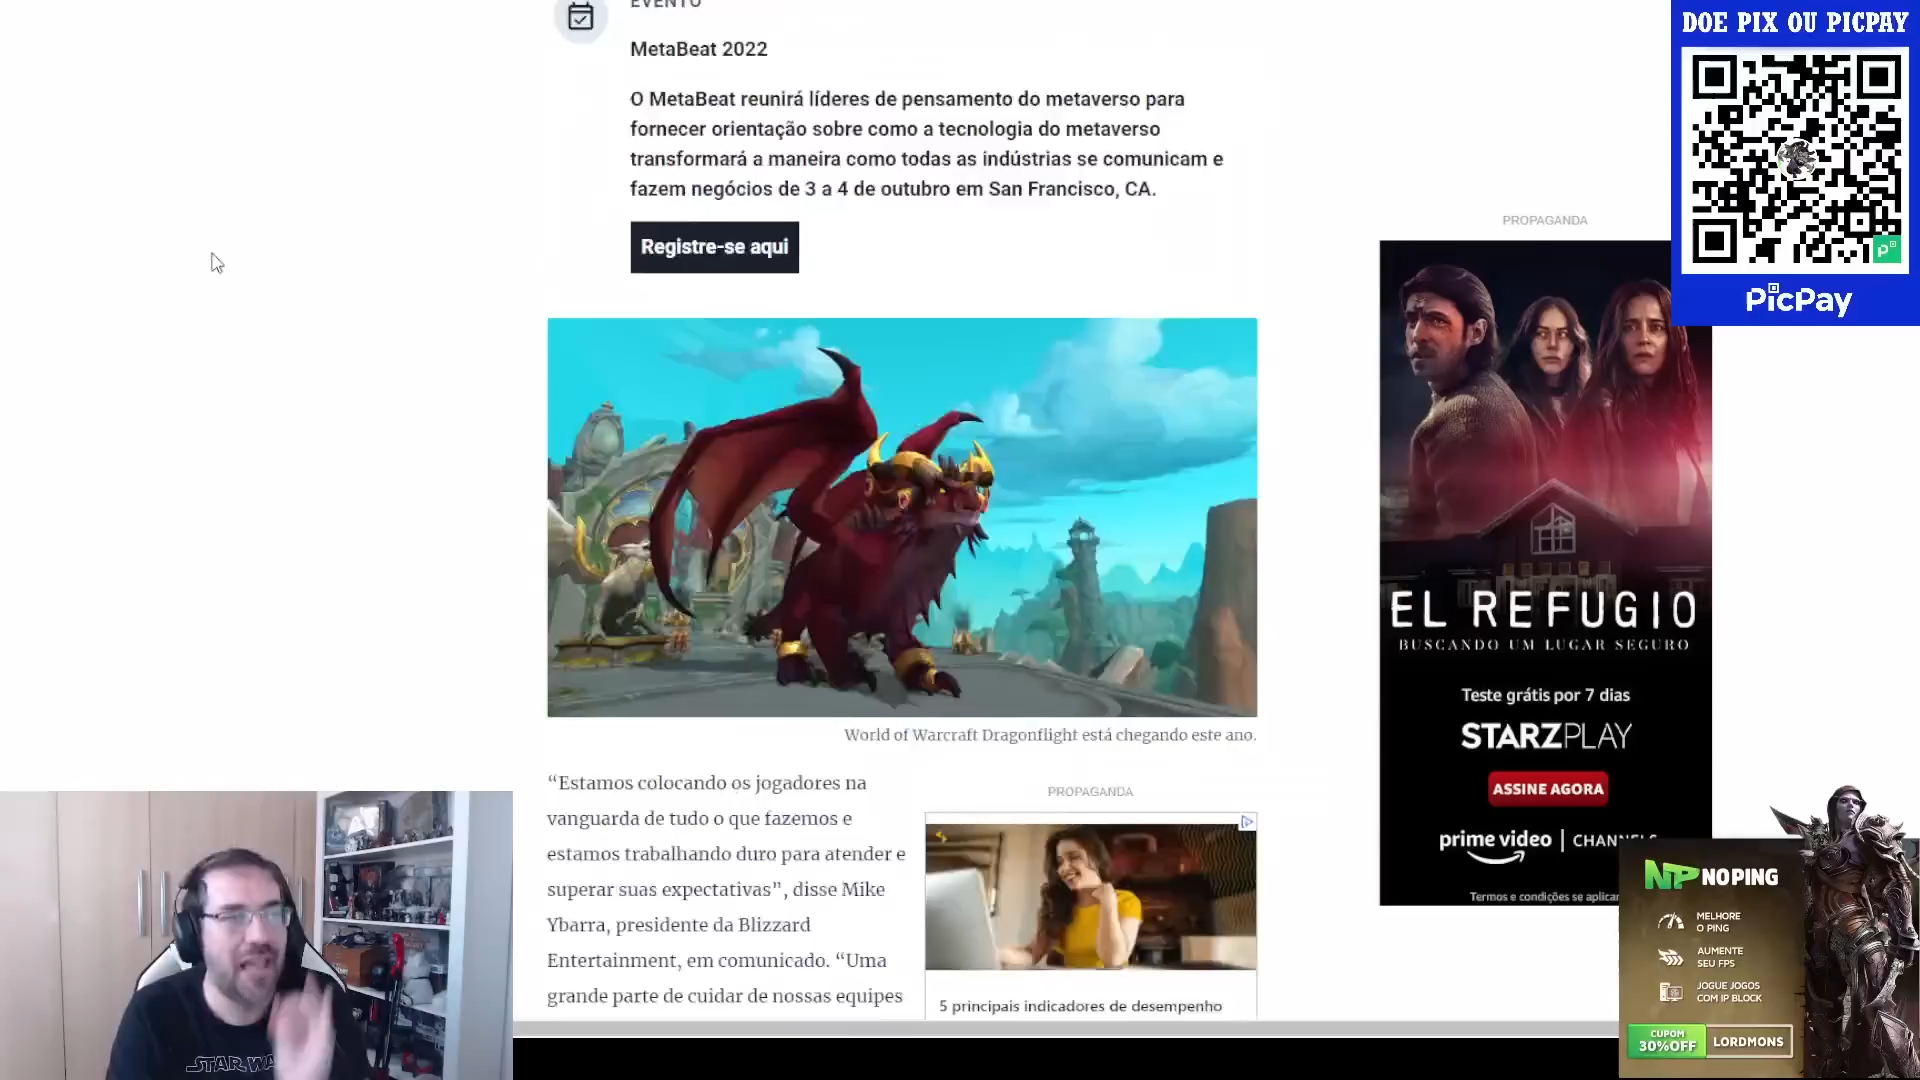 EVENTO
MetaBeat 2022
O MetaBeat reunirá líderes de pensamento do metaverso para
fornecer orientação sobre como a tecnologia do metaverso
transformará a maneira como todas as indústrias se comunicam e
fazem negócios de 3 a 4 de outubro em San Francisco, CA.
Registre-se aqui
World of Warcraft Dragonflight está chegando este ano.
“Estamos colocando os jogadores na
vanguarda de tudo o que fazemos e
estamos trabalhando duro para atender e
superar suas expectativas”, disse Mike
Ybarra, presidente da Blizzard
Entertainment, em comunicado. “Uma
grande parte de cuidar de nossas equipes
PROPAGANDA
5 principais indicadores de desempenho
PROPAGANDA
EL REFUGIO
BUSCANDO UM LUGAR SEGURO
Teste grátis por 7 dias
STARZPLAY
ASSINE AGORA
prime video
Termos e condições se
DOE PIX OU PICPAY
PicPay
NP NOPING
MELHORE
O PING
AUMENTE
SEU FPS
JOGUE JOGOS
COM IP BLOCK
CUPOM
30%OFF
LORDMONS
STAR